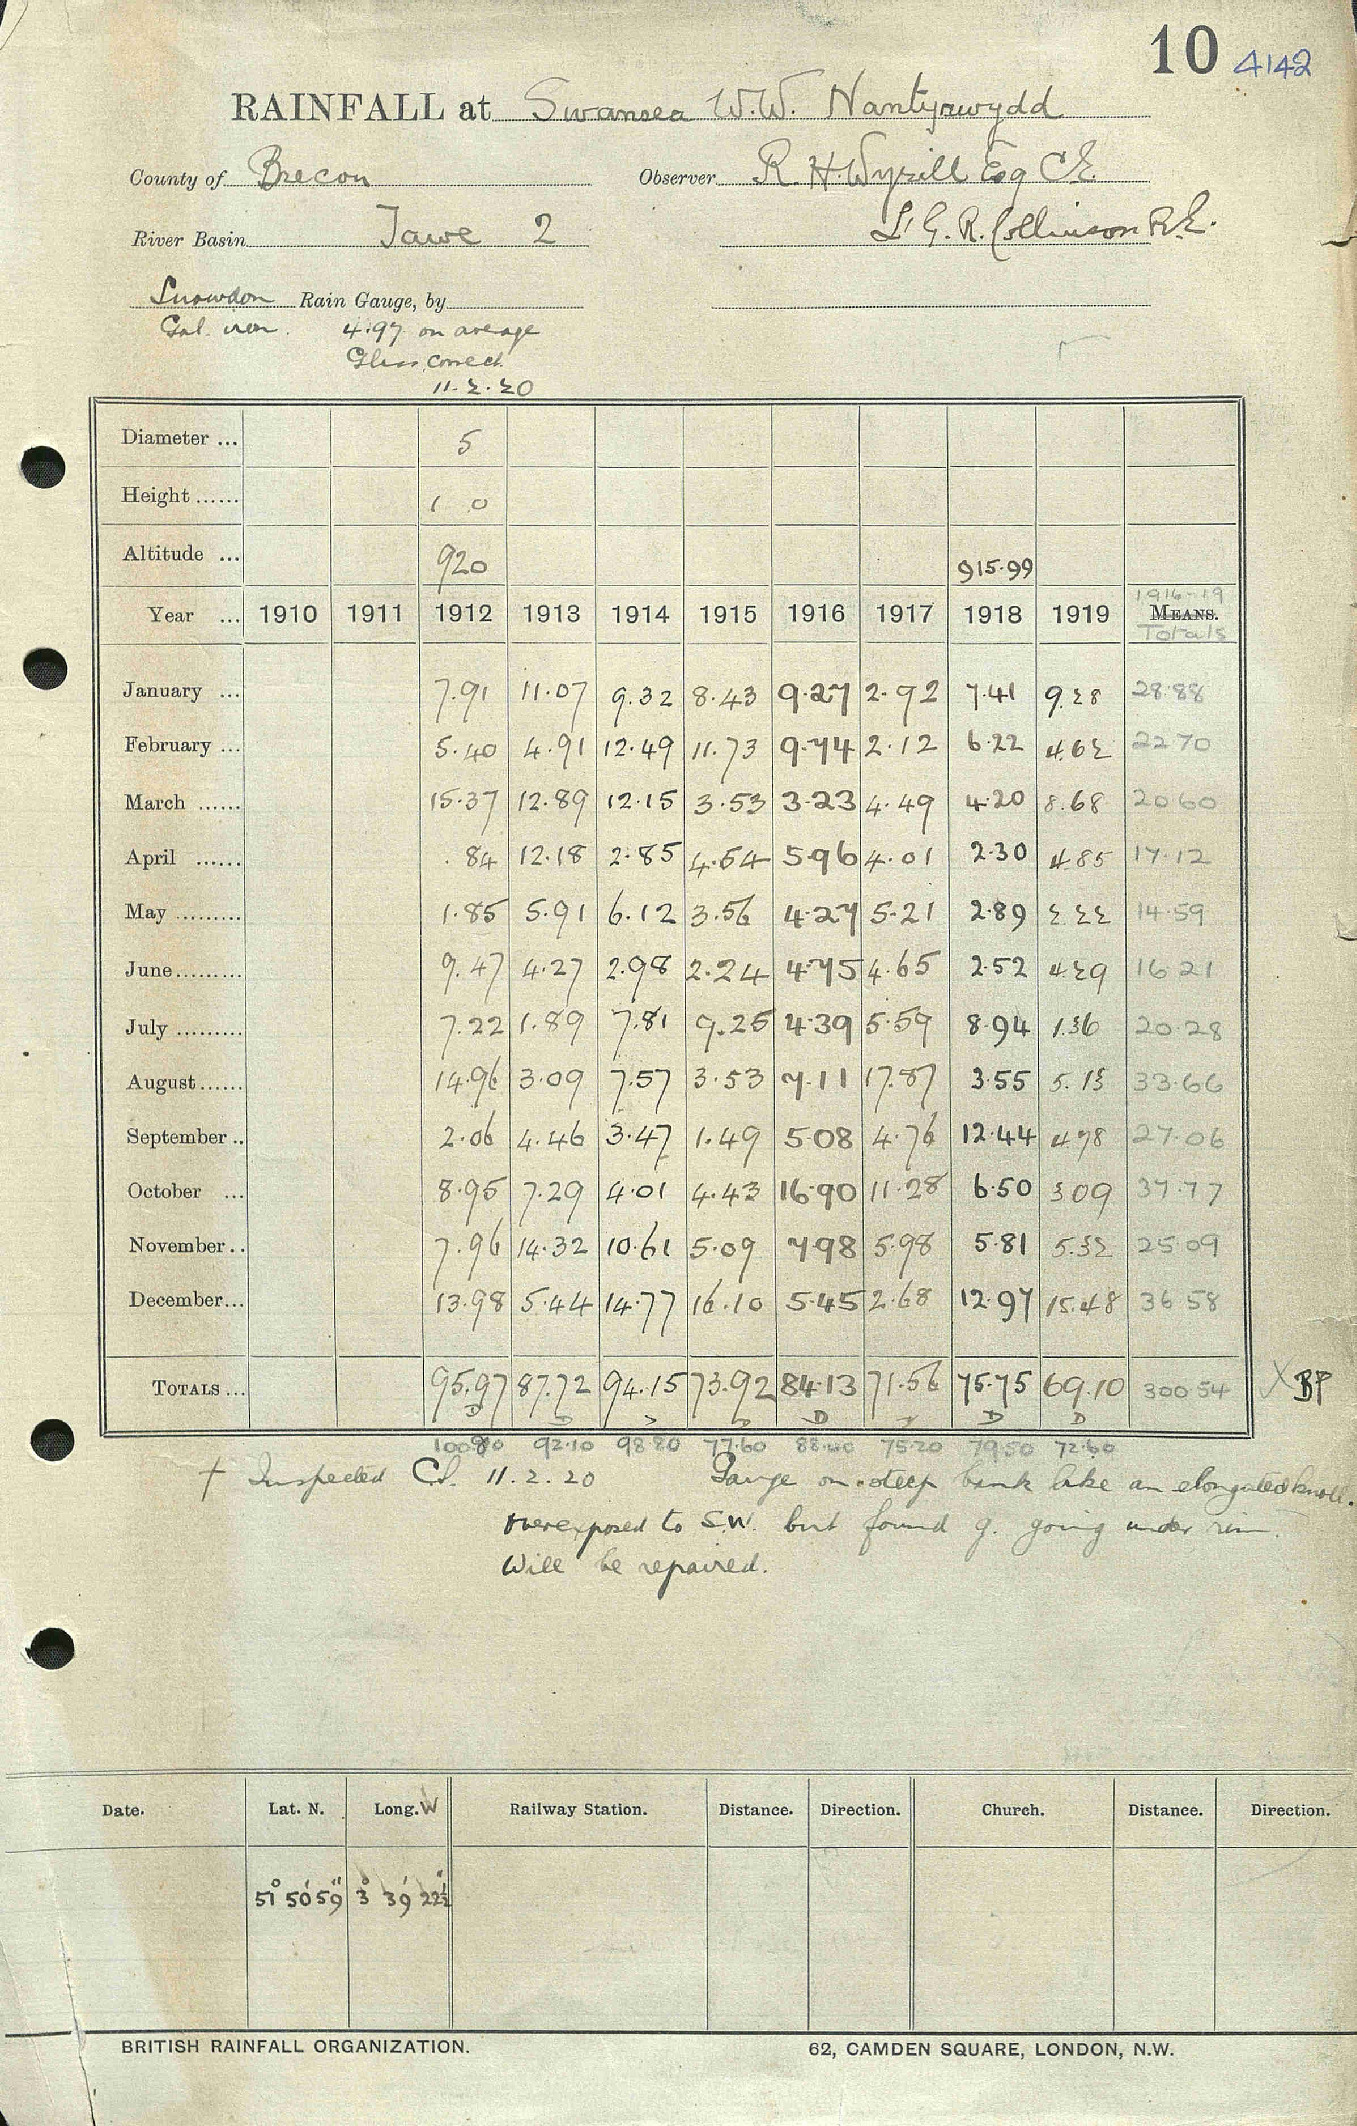 10 4142
RAINFALL at Swansea W.W. Nantyrwydd
County of Brecon Observer R. H. Wyrill Esq C.E.
River Basin Tawe 2 Lt G. R. Collinson R.E.
Snowdon Rain Gauge, by
Gal. iron. 4.97 on average
Glass correct
11.2.20
Diameter ... 5
Height ...... 1 0
Altitude ... 920 915.99
1916-19
Year ... 1910 1911 1912 1913 1914 1915 1916 1917 1918 1919 MEANS.
Totals
January ... 7.91 11.07 9.32 8.43 9.27 2.92 7.41 9.28 28.88
February ... 5.40 4.91 12.49 11.73 9.74 2.12 6.22 4.62 22.70
March ...... 15.37 12.89 12.15 3.53 3.23 4.49 4.20 8.68 20.60
April ...... .84 12.18 2.85 4.64 5.96 4.01 2.30 4.85 17.12
May ......... 1.85 5.91 6.12 3.56 4.27 5.21 2.89 2.22 14.59
June......... 9.47 4.27 2.98 2.24 4.75 4.65 2.52 4.29 16.21
July ......... 7.22 1.89 7.81 9.25 4.39 5.59 8.94 1.36 20.28
August...... 14.96 3.09 7.57 3.53 7.11 17.87 3.55 5.13 33.66
September .. 2.06 4.46 3.47 1.49 5.08 4.76 12.44 4.78 27.06
October ... 8.95 7.29 4.01 4.43 16.90 11.28 6.50 3.09 37.77
November.. 7.96 14.32 10.61 5.09 7.98 5.98 5.81 5.32 25.09
December... 13.98 5.44 14.77 16.10 5.45 2.68 12.97 15.48 36.58
TOTALS ... 95.97 87.72 94.15 73.92 84.13 71.56 75.75 69.10 300.54 X BP
D D D D D D D D
100.80 92.10 98.80 77.60 88.40 75.20 79.50 72.60
† Inspected 11.2.20 Gauge on steep bank like an elongated knoll.
overexposed to S.W. but found g. going under rim.
Will be repaired.
Date. Lat. N. Long. W Railway Station. Distance. Direction. Church. Distance. Direction.
51° 50' 59" 3° 39' 22½"
BRITISH RAINFALL ORGANIZATION. 62, CAMDEN SQUARE, LONDON, N.W.